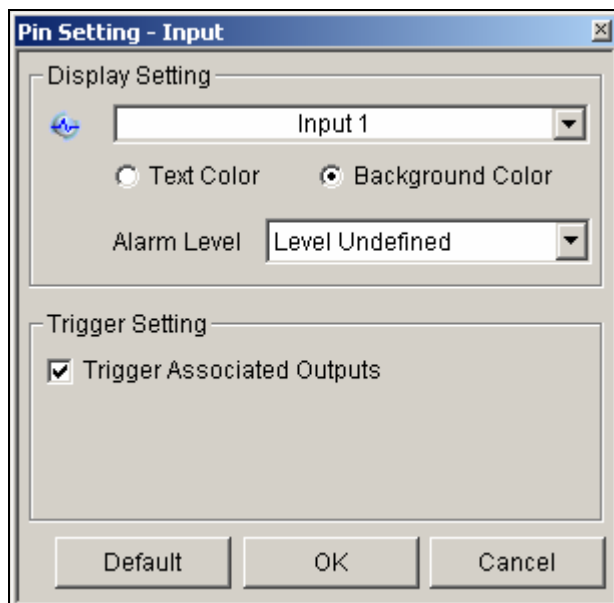 Pin Setting - Input
Display Setting
Input 1
Text Color
Background Color
Alarm Level
Level Undefined
Trigger Setting
Trigger Associated Outputs
Default
OK
Cancel